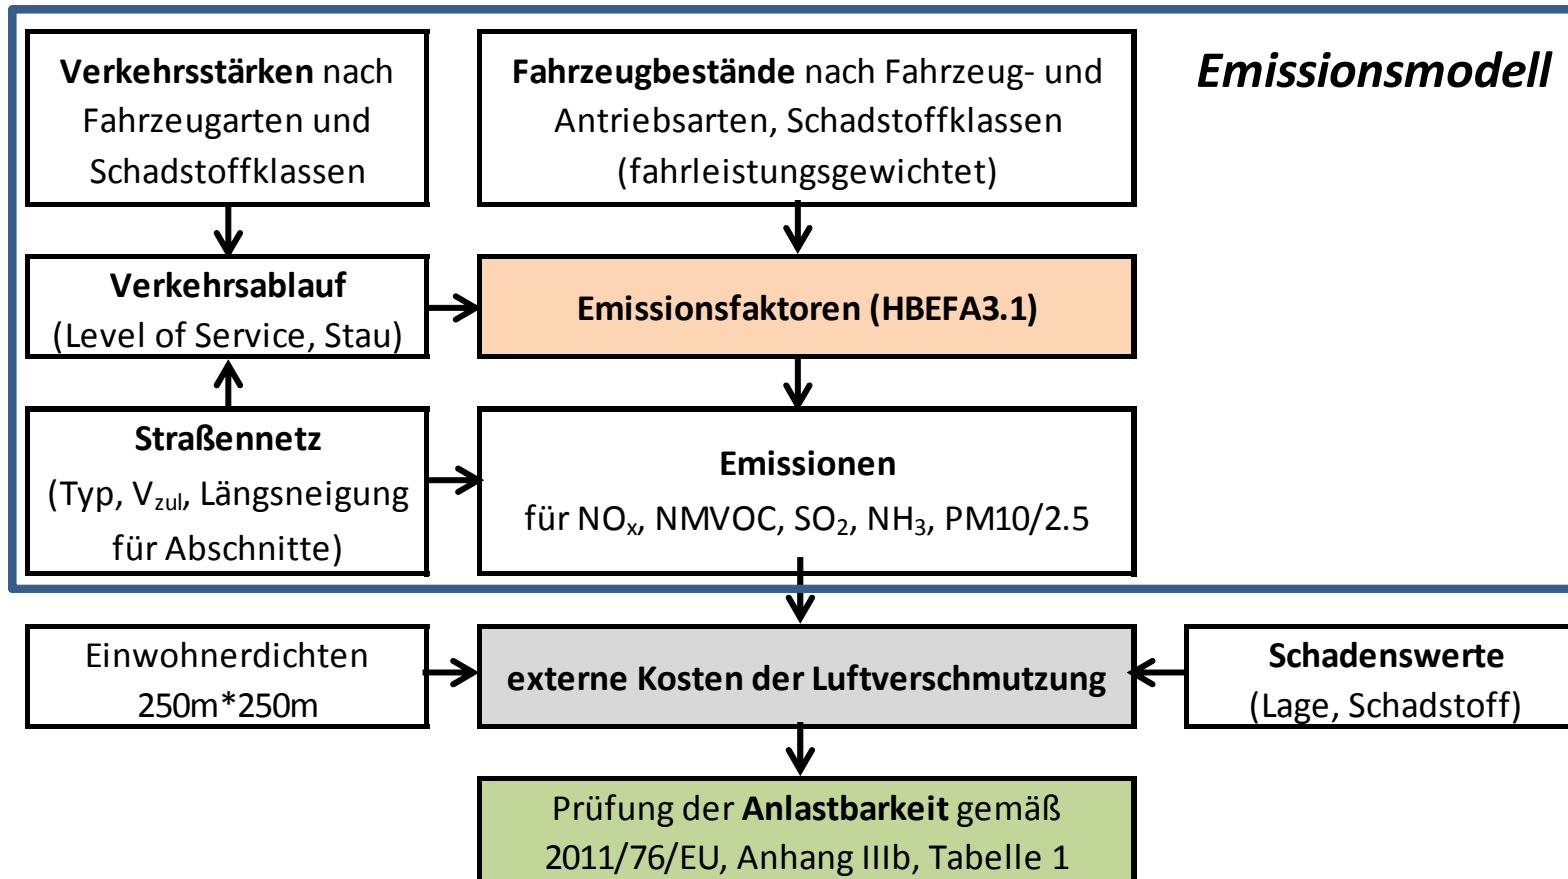 Emissionsmodell
Verkehrsstärken nach
Fahrzeugarten und
Schadstoffklassen
Fahrzeugbestände nach Fahrzeug- und
Antriebsarten, Schadstoffklassen
(fahrleistungsgewichtet)
Verkehrsablauf
(Level of Service, Stau)
Emissionsfaktoren (HBEFA3.1)
Straßennetz
(Typ, Vzul, Längsneigung
für Abschnitte)
Emissionen
für NOx, NMVOC, SO2, NH3, PM10/2.5
Einwohnerdichten
250m*250m
externe Kosten der Luftverschmutzung
Schadenswerte
(Lage, Schadstoff)
Prüfung der Anlastbarkeit gemäß
2011/76/EU, Anhang IIIb, Tabelle 1